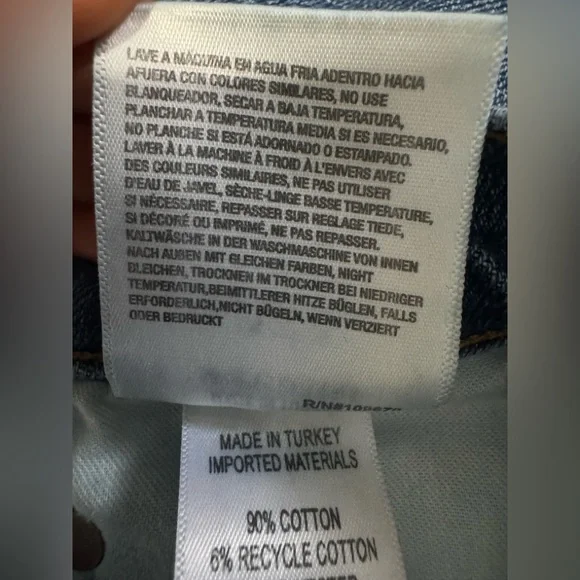 LAVE A MÁQUINA EN AGUA FRIA ADENTRO HACIA
AFUERA CON COLORES SIMILARES, NO USE
BLANQUEADOR, SECAR A BAJA TEMPERATURA,
PLANCHAR A TEMPERATURA MEDIA SI ES NECESARIO,
NO PLANCHE SI ESTÁ ADORNADO O ESTAMPADO.
LAVER À LA MACHINE À FROID À L'ENVERS AVEC
DES COULEURS SIMILAIRES, NE PAS UTILISER
D'EAU DE JAVEL, SÈCHE-LINGE BASSE TEMPERATURE,
SI NÉCESSAIRE, REPASSER SUR REGLAGE TIEDE,
SI DÉCORÉ OU IMPRIMÉ, NE PAS REPASSER.
KALTWÄSCHE IN DER WASCHMASCHINE VON INNEN
NACH AUßEN MIT GLEICHEN FARBEN, NIGHT
BLEICHEN, TROCKNEN IM TROCKNER BEI NIEDRIGER
TEMPERATUR,BEIMITTLERER HITZE BÜGLEN, FALLS
ERFORDERLICH,NICHT BÜGELN, WENN VERZIERT
ODER BEDRUCKT
MADE IN TURKEY
IMPORTED MATERIALS
90% COTTON
6% RECYCLE COTTON